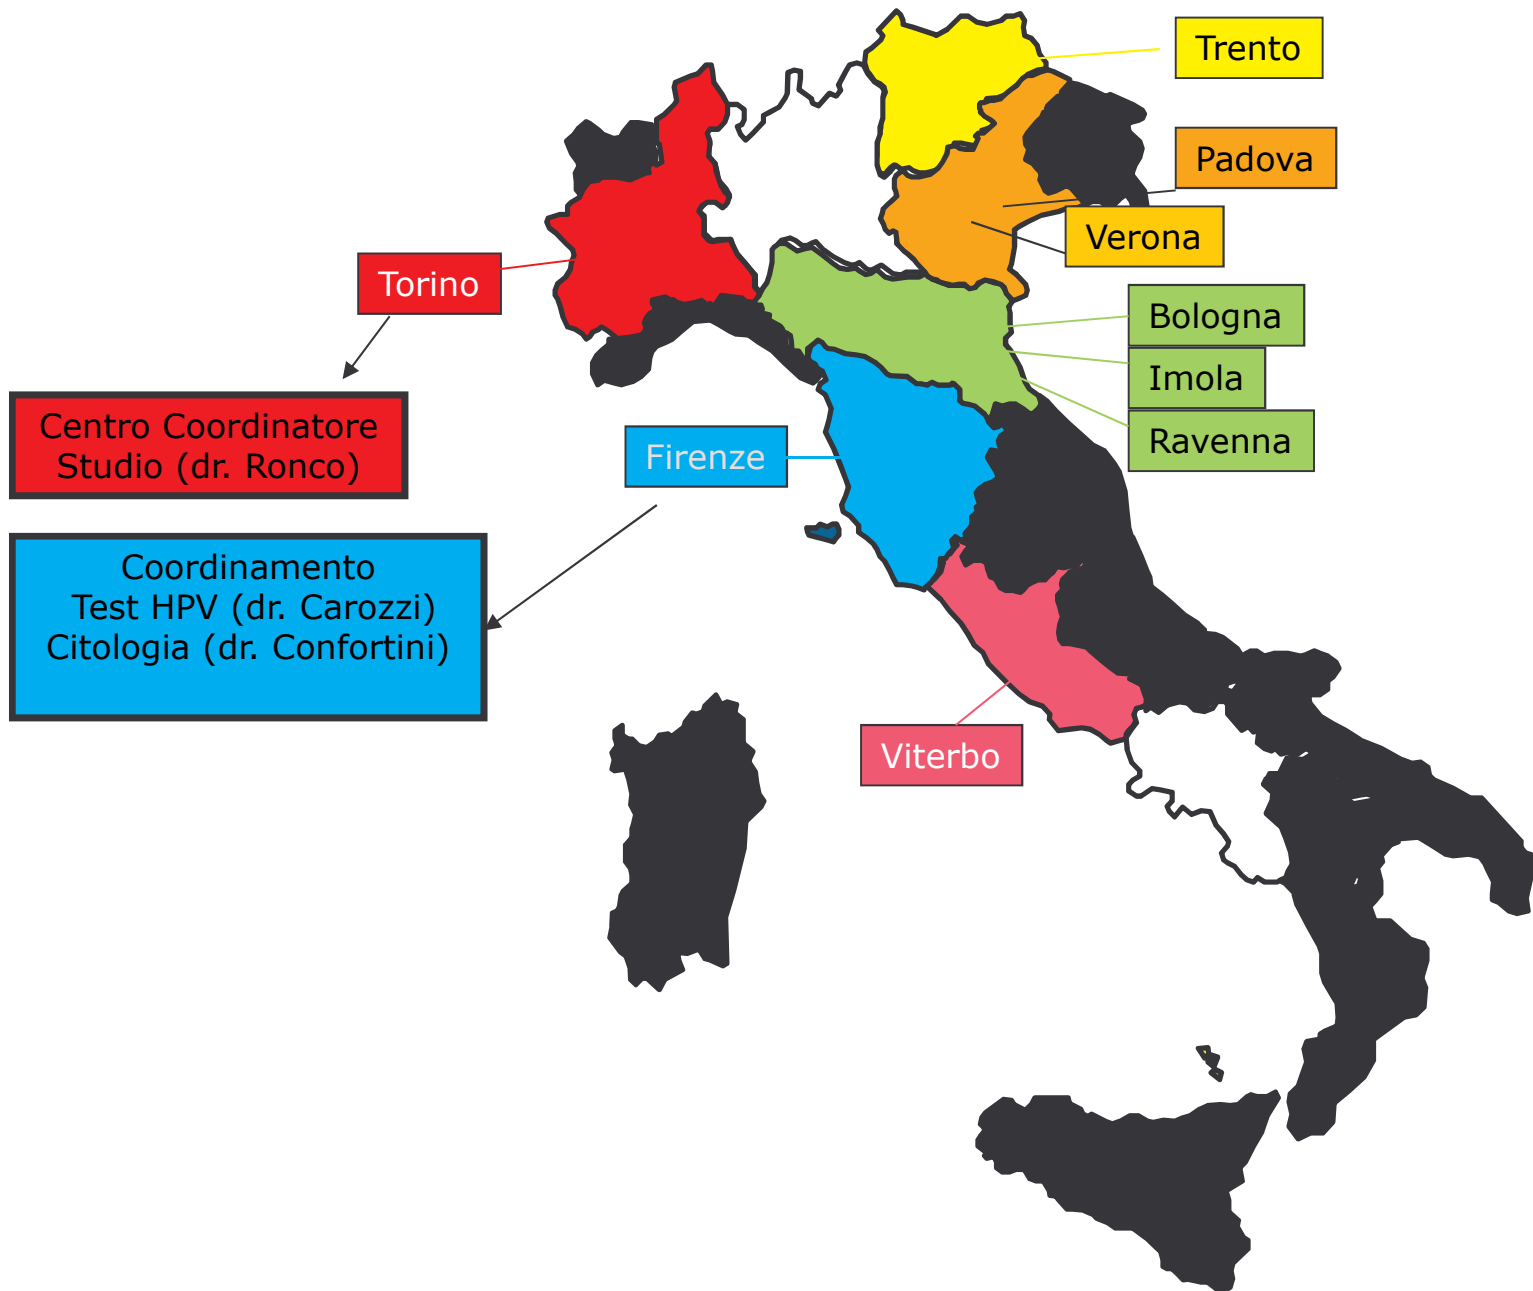 Trento
Padova
Verona
Torino
Bologna
Imola
Ravenna
Centro Coordinatore
Studio (dr. Ronco)
Firenze
Coordinamento
Test HPV (dr. Carozzi)
Citologia (dr. Confortini)
Viterbo